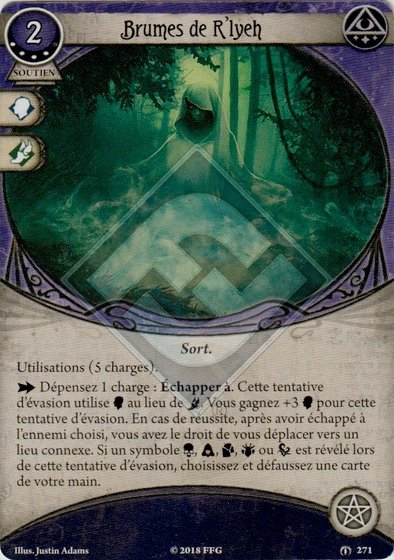 2
Brumes de R'lyeh
SOUTIEN
Sort.
Utilisations (5 charges).
Dépensez 1 charge : Échapper à. Cette tentative
d'évasion utilise au lieu de . Vous gagnez +3 pour cette
tentative d'évasion. En cas de réussite, après avoir échappé à
l'ennemi choisi, vous avez le droit de vous déplacer vers un
lieu connexe. Si un symbole , , , ou est révélé lors
de cette tentative d'évasion, choisissez et défaussez une carte
de votre main.
Illus. Justin Adams
© 2018 FFG
271